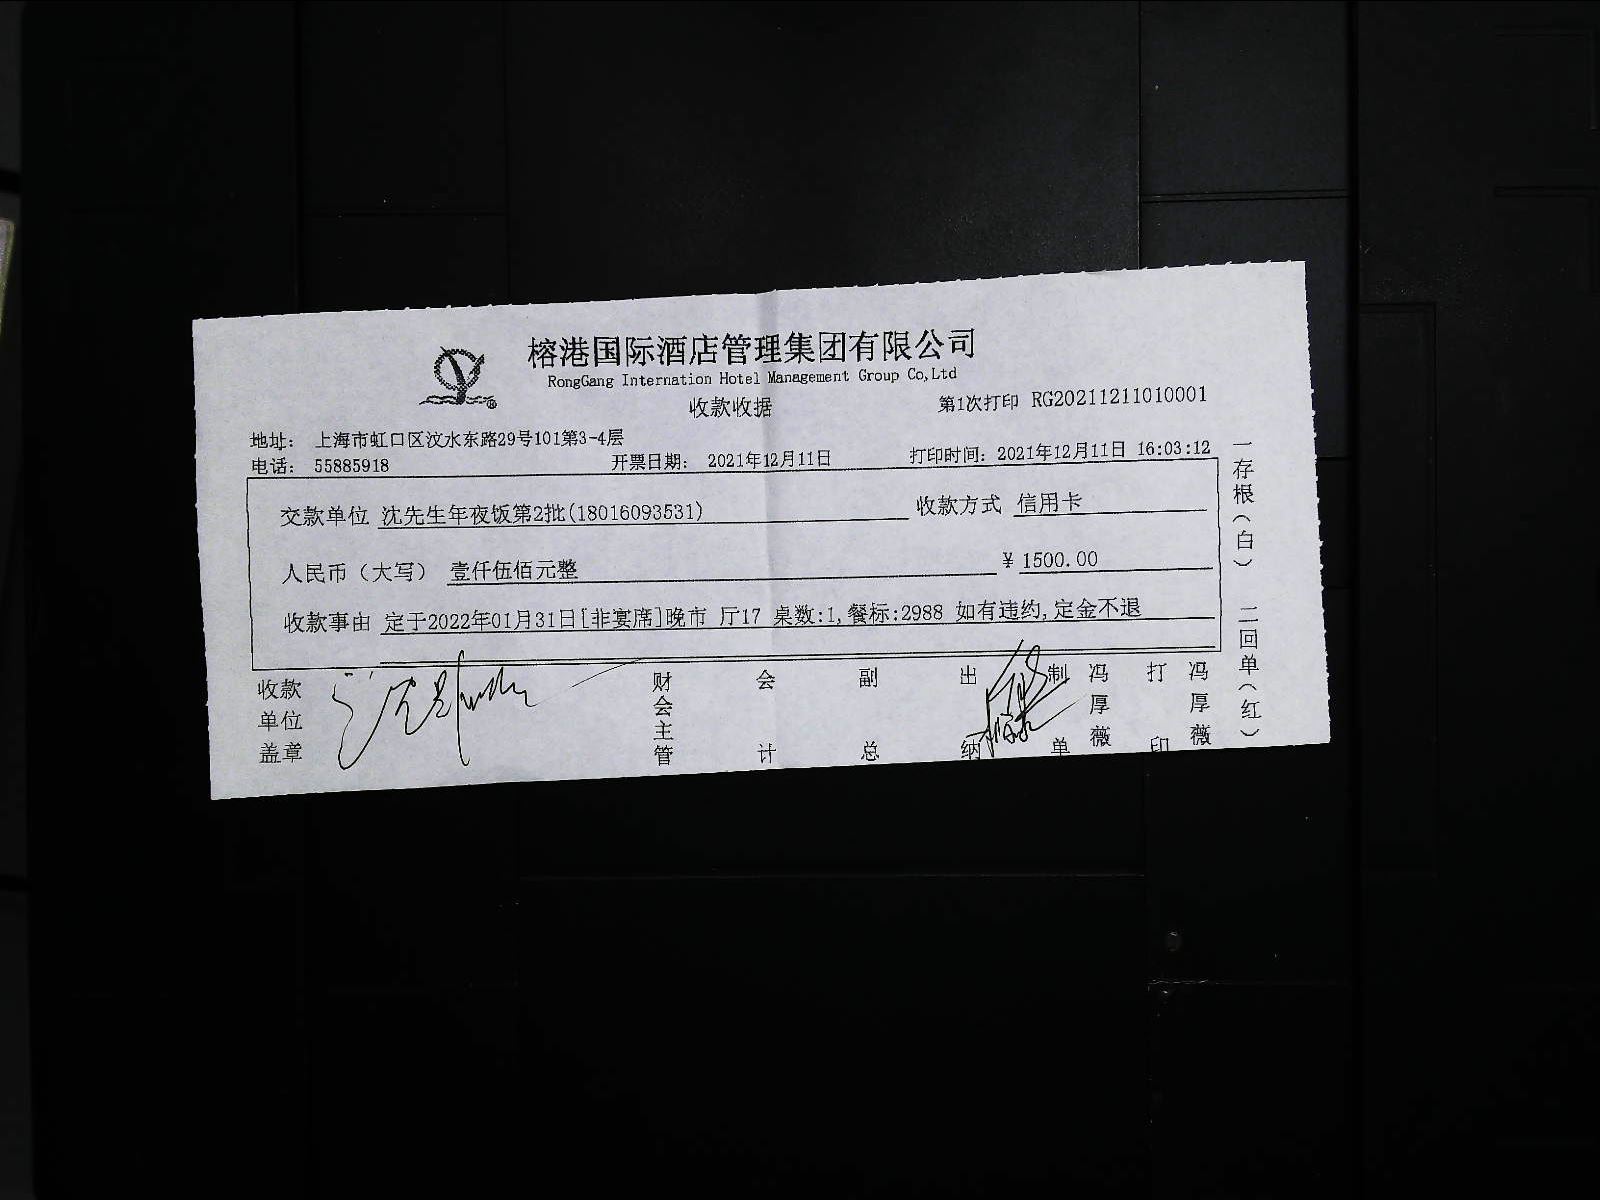 榕港国际酒店管理集团有限公司
RongGang Internation Hotel Management Group Co,Ltd
收款收据
第1次打印 RG20211211010001
地址： 上海市虹口区汶水东路29号101第3-4层
电话： 55885918 开票日期： 2021年12月11日 打印时间：2021年12月11日 16:03:12
交款单位 沈先生年夜饭第2批(18016093531) 收款方式 信用卡
人民币（大写） 壹仟伍佰元整 ¥ 1500.00
收款事由 定于2022年01月31日[非宴席]晚市 厅17 桌数:1,餐标:2988 如有违约,定金不退
收款单位盖章 财会主管 会计 副总 出纳 制单 冯厚薇 打印 冯厚薇
一存根（白） 二回单（红）